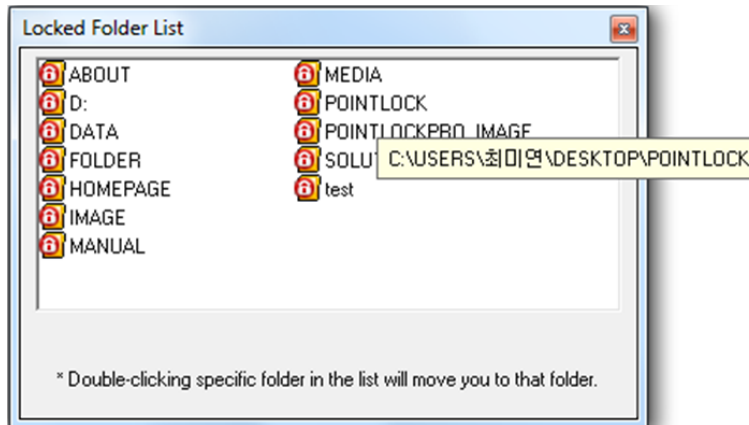 Locked Folder List
ABOUT
D:
DATA
FOLDER
HOMEPAGE
IMAGE
MANUAL
MEDIA
POINTLOCK
POINTLOCKPRO_IMAGE
SOLUT
test
C:\USERS\최미연\DESKTOP\POINTLOCK
* Double-clicking specific folder in the list will move you to that folder.